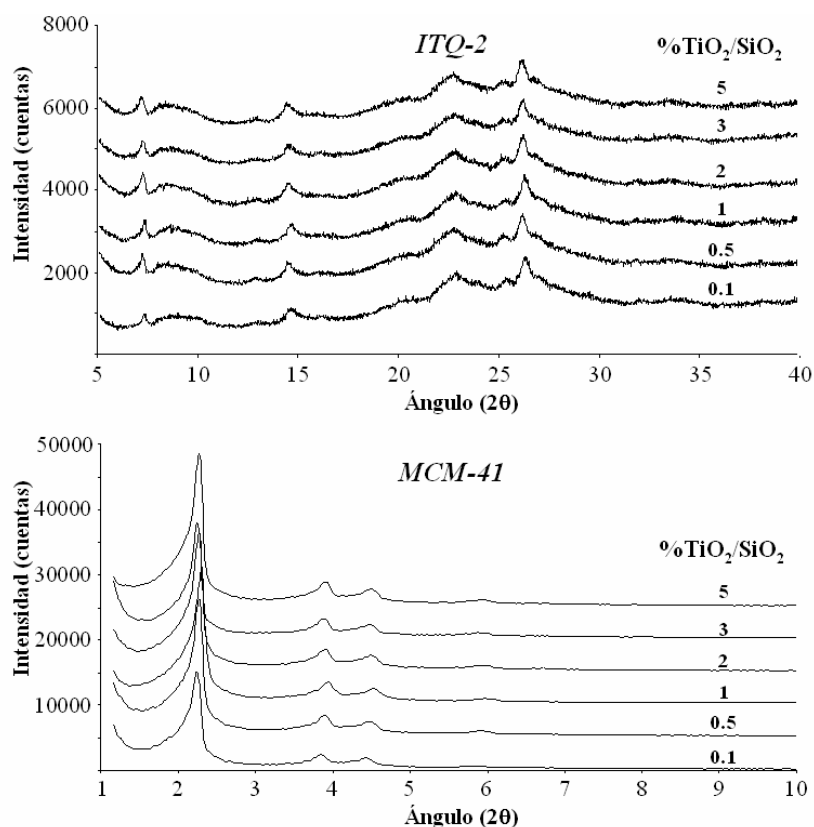 8000
ITQ-2
%TiO₂/SiO₂
5
6000
3
2
4000
1
0.5
2000
0.1
Intensidad (cuentas)
5 10 15 20 25 30 35 40
Ángulo (2θ)
50000
MCM-41
40000
%TiO₂/SiO₂
30000
5
3
20000
2
1
10000
0.5
0.1
Intensidad (cuentas)
1 2 3 4 5 6 7 8 9 10
Ángulo (2θ)